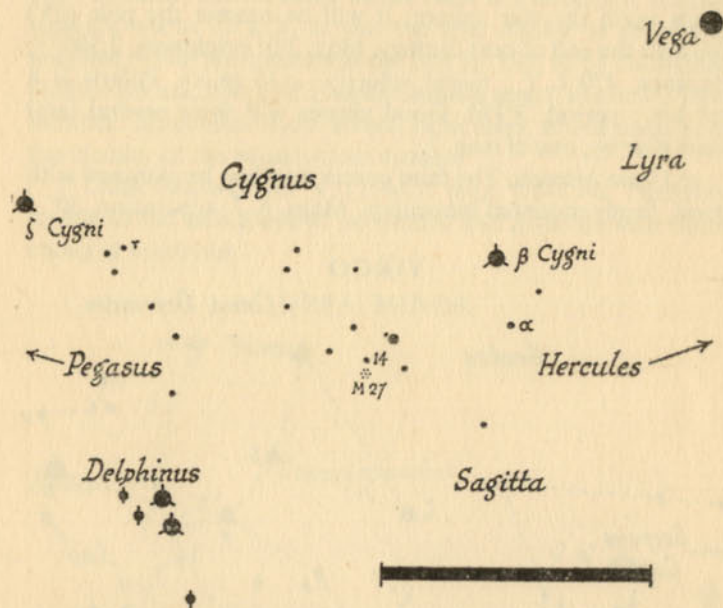 Vega
Lyra
Cygnus
ζ Cygni
T
β Cygni
α
Pegasus
14
M 27
Hercules
Delphinus
Sagitta